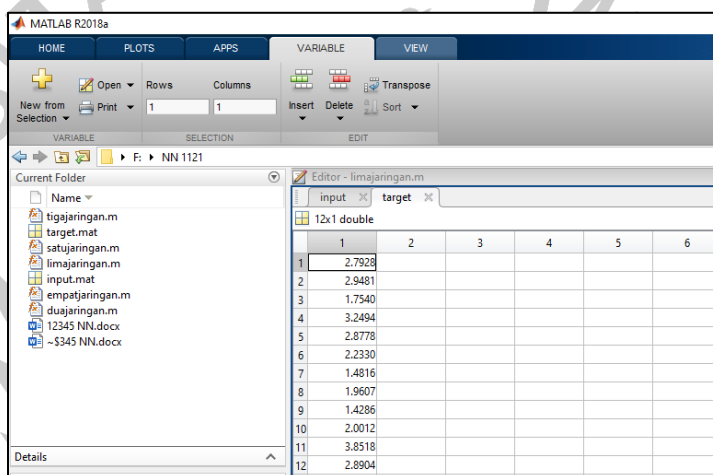 MATLAB R2018a
HOME PLOTS APPS VARIABLE VIEW
New from Selection Open Print Rows Columns Insert Delete Transpose Sort
1 1
VARIABLE SELECTION EDIT
F: NN 1121
Current Folder
Name
tigajaringan.m
target.mat
satujaringan.m
limajaringan.m
input.mat
empatjaringan.m
duajaringan.m
12345 NN.docx
~$345 NN.docx
Details
Editor - limajaringan.m
input target
12x1 double
1 2 3 4 5 6
1 2.7928
2 2.9481
3 1.7540
4 3.2494
5 2.8778
6 2.2330
7 1.4816
8 1.9607
9 1.4286
10 2.0012
11 3.8518
12 2.8904